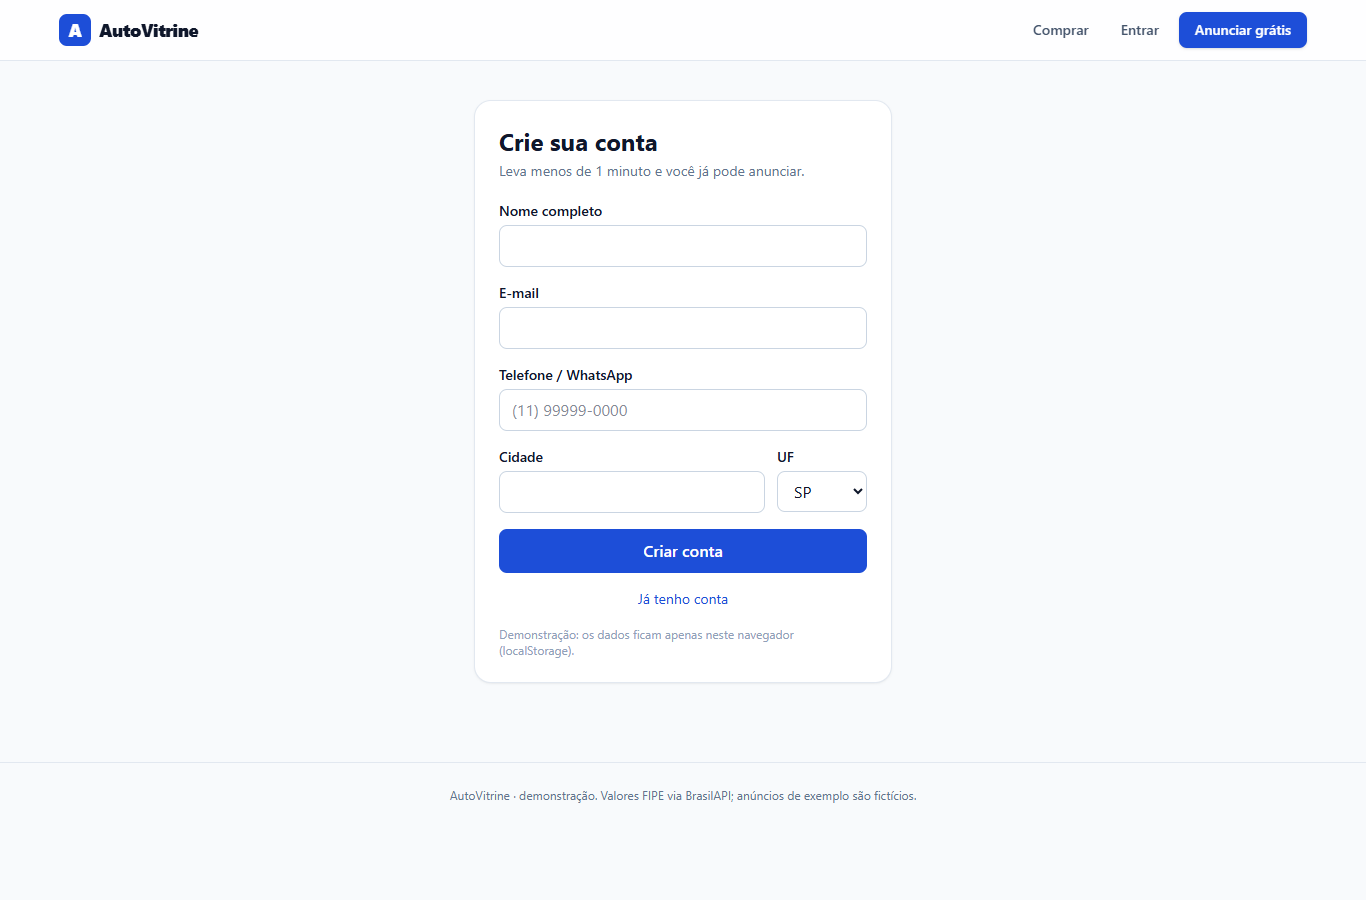 A AutoVitrine
Comprar Entrar Anunciar grátis
Crie sua conta
Leva menos de 1 minuto e você já pode anunciar.
Nome completo
E-mail
Telefone / WhatsApp
(11) 99999-0000
Cidade UF
SP
Criar conta
Já tenho conta
Demonstração: os dados ficam apenas neste navegador
(localStorage).
AutoVitrine · demonstração. Valores FIPE via BrasilAPI; anúncios de exemplo são fictícios.